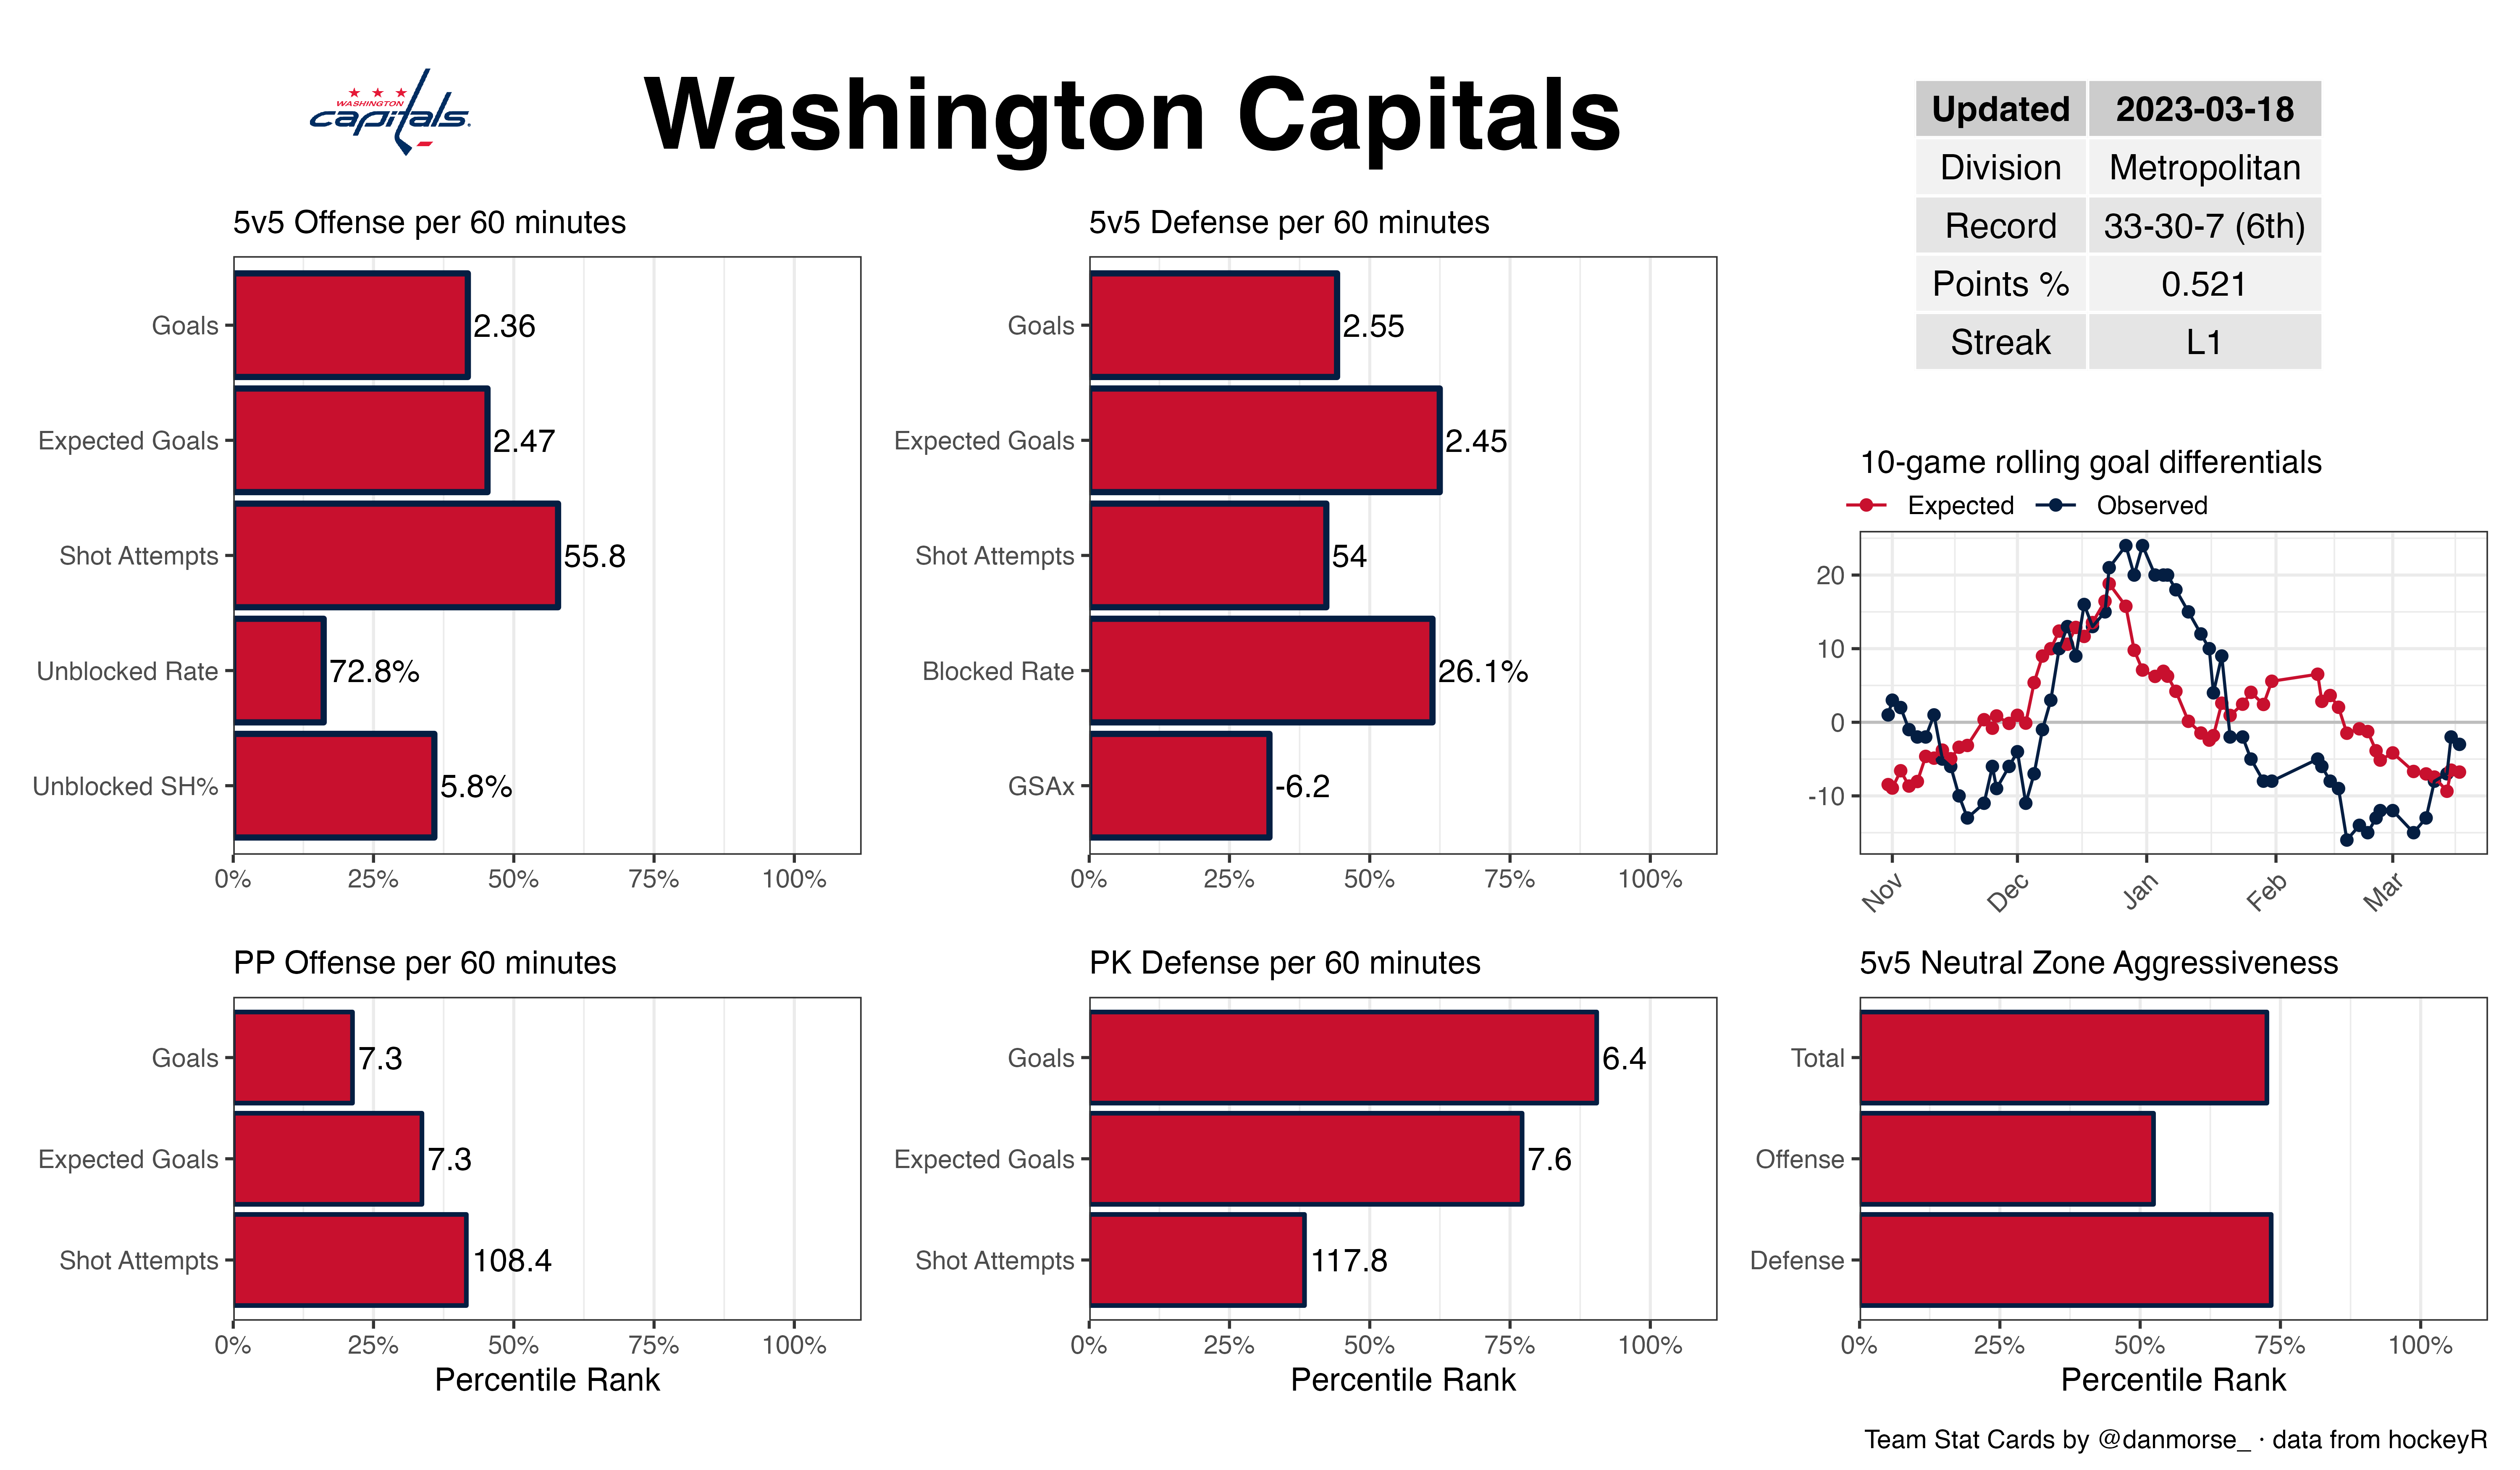 WASHINGTON
capitals.
Washington Capitals
Updated 2023-03-18
Division Metropolitan
Record 33-30-7 (6th)
Points % 0.521
Streak L1
5v5 Offense per 60 minutes
Goals 2.36
Expected Goals 2.47
Shot Attempts 55.8
Unblocked Rate 72.8%
Unblocked SH% 5.8%
0% 25% 50% 75% 100%
5v5 Defense per 60 minutes
Goals 2.55
Expected Goals 2.45
Shot Attempts 54
Blocked Rate 26.1%
GSAx -6.2
0% 25% 50% 75% 100%
10-game rolling goal differentials
Expected Observed
20
10
0
-10
Nov Dec Jan Feb Mar
PP Offense per 60 minutes
Goals 7.3
Expected Goals 7.3
Shot Attempts 108.4
0% 25% 50% 75% 100%
Percentile Rank
PK Defense per 60 minutes
Goals 6.4
Expected Goals 7.6
Shot Attempts 117.8
0% 25% 50% 75% 100%
Percentile Rank
5v5 Neutral Zone Aggressiveness
Total
Offense
Defense
0% 25% 50% 75% 100%
Percentile Rank
Team Stat Cards by @danmorse_ · data from hockeyR